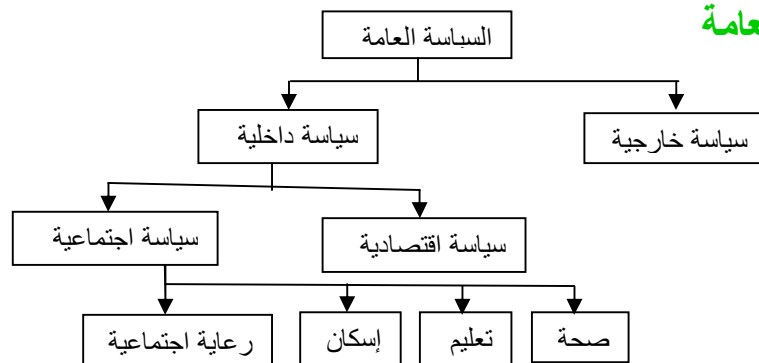 عامة
السياسة العامة
سياسة خارجية
سياسة داخلية
سياسة اقتصادية
سياسة اجتماعية
صحة
تعليم
إسكان
رعاية اجتماعية